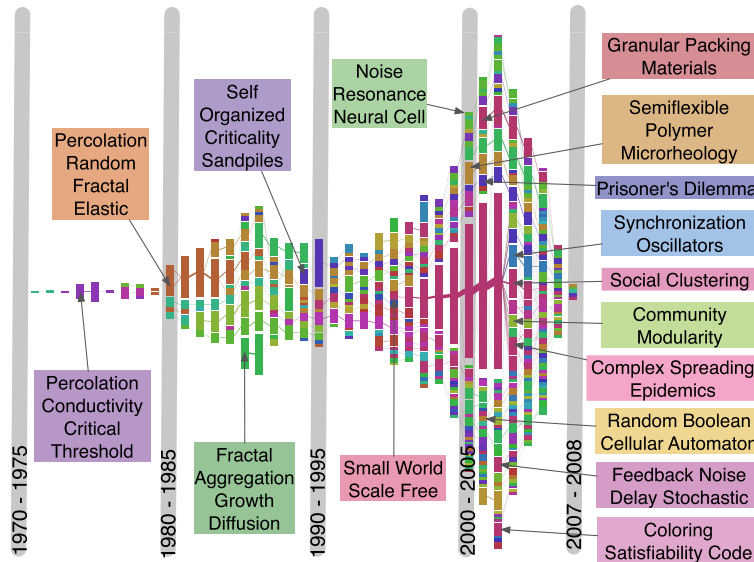 Granular Packing
Materials
Noise
Resonance
Neural Cell
Self
Organized
Criticality
Sandpiles
Semiflexible
Polymer
Microrheology
Percolation
Random
Fractal
Elastic
Prisoner's Dilemma
Synchronization
Oscillators
Social Clustering
Community
Modularity
Percolation
Conductivity
Critical
Threshold
Complex Spreading
Epidemics
Random Boolean
Cellular Automator
Fractal
Aggregation
Growth
Diffusion
Small World
Scale Free
Feedback Noise
Delay Stochastic
Coloring
Satisfiability Code
1970 - 1975
1980 - 1985
1990 - 1995
2000 - 2005
2007 - 2008